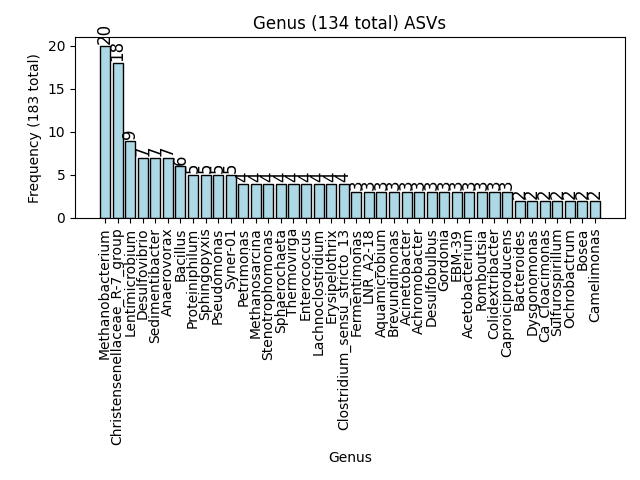 Genus (134 total) ASVs
Frequency (183 total)
20
15
10
5
0
20
18
9
7
7
7
6
5
5
5
5
4
4
4
4
4
4
4
4
4
3
3
3
3
3
3
3
3
3
3
3
3
3
2
2
2
2
2
2
2
Methanobacterium
Christensenellaceae_R-7_group
Lentimicrobium
Desulfovibrio
Sedimentibacter
Anaerovorax
Bacillus
Proteiniphilum
Sphingopyxis
Pseudomonas
Syner-01
Petrimonas
Methanosarcina
Stenotrophomonas
Sphaerochaeta
Thermovirga
Enterococcus
Lachnoclostridium
Erysipelothrix
Clostridium_sensu_stricto_13
Fermentimonas
LNR_A2-18
Aquamicrobium
Brevundimonas
Acinetobacter
Achromobacter
Desulfobulbus
Gordonia
EBM-39
Acetobacterium
Romboutsia
Colidextribacter
Caproiciproducens
Bacteroides
Dysgonomonas
Ca_Cloacimonas
Sulfurospirillum
Ochrobactrum
Bosea
Camelimonas
Genus